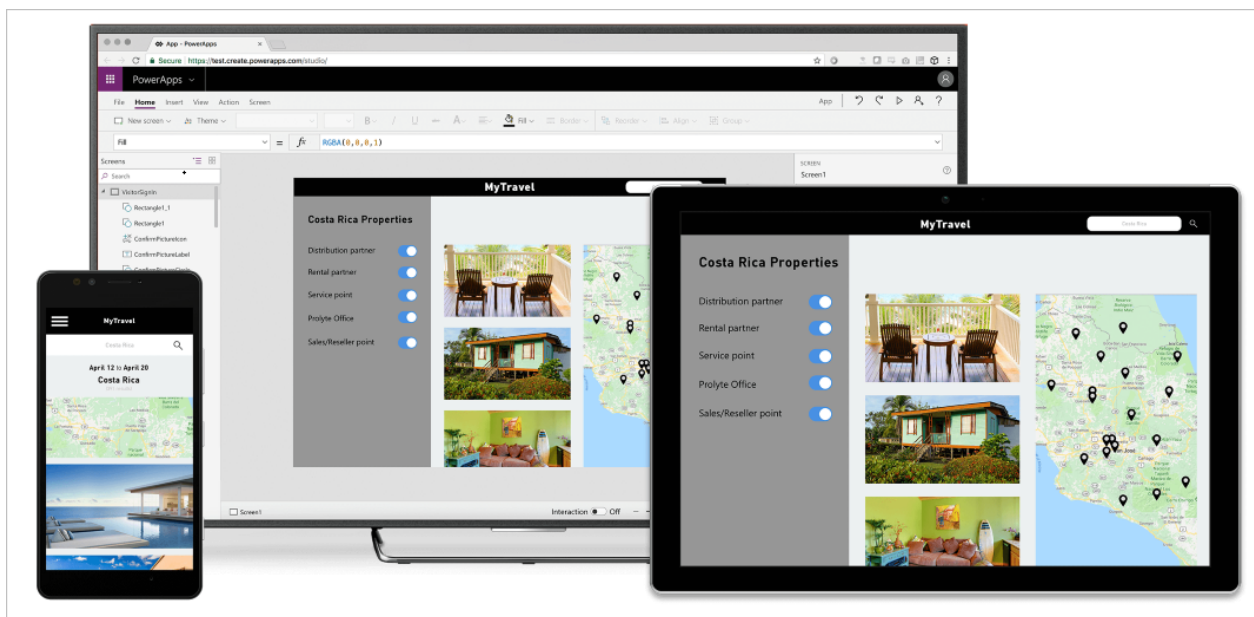 App - PowerApps
Secure https://test.create.powerapps.com/studio/
PowerApps
File Home Insert View Action Screen
App
?
New screen Theme
B / U A Fill Border Reorder Align Group
Fill
= fx RGBA(0,0,0,1)
Screens
Search
VisitorSignIn
Rectangle1_1
Rectangle1
ConfirmPictureIcon
ConfirmPictureLabel
SCREEN
Screen1
MyTravel
Costa Rica Properties
Distribution partner
Rental partner
Service point
Prolyte Office
Sales/Reseller point
Screen1
Interaction Off
MyTravel
Costa Rica
April 12 to April 20
Costa Rica
MyTravel
Costa Rica
Costa Rica Properties
Distribution partner
Rental partner
Service point
Prolyte Office
Sales/Reseller point
San José